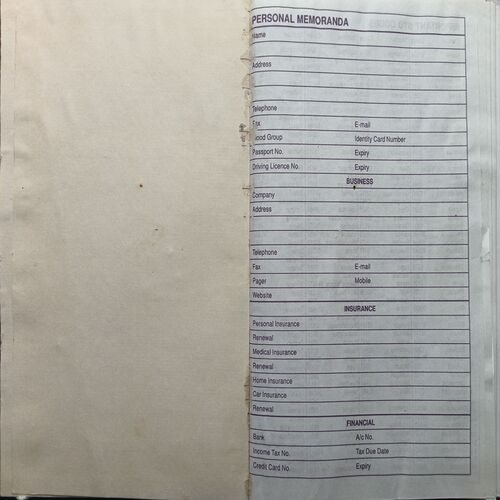 PERSONAL MEMORANDA
Name
Address
Telephone
Fax E-mail
Blood Group Identity Card Number
Passport No. Expiry
Driving Licence No. Expiry
BUSINESS
Company
Address
Telephone
Fax E-mail
Pager Mobile
Website
INSURANCE
Personal Insurance
Renewal
Medical Insurance
Renewal
Home Insurance
Car Insurance
Renewal
FINANCIAL
Bank A/c No.
Income Tax No. Tax Due Date
Credit Card No. Expiry